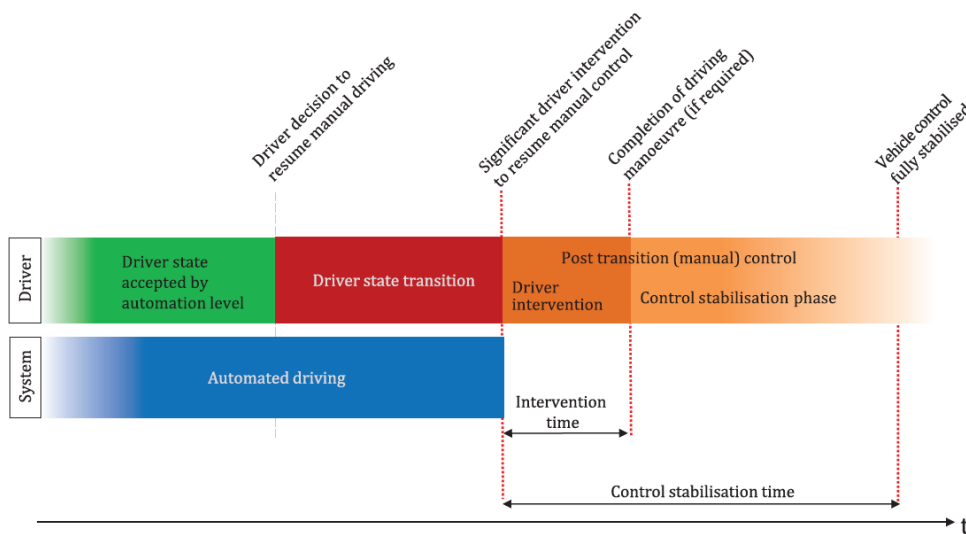 Driver decision to
resume manual driving
Significant driver intervention
to resume manual control
Completion of driving
manoeuvre (if required)
Vehicle control
fully stabilised
Driver
Driver state
accepted by
automation level
Driver state transition
Post transition (manual) control
Driver
intervention
Control stabilisation phase
System
Automated driving
Intervention
time
Control stabilisation time
t